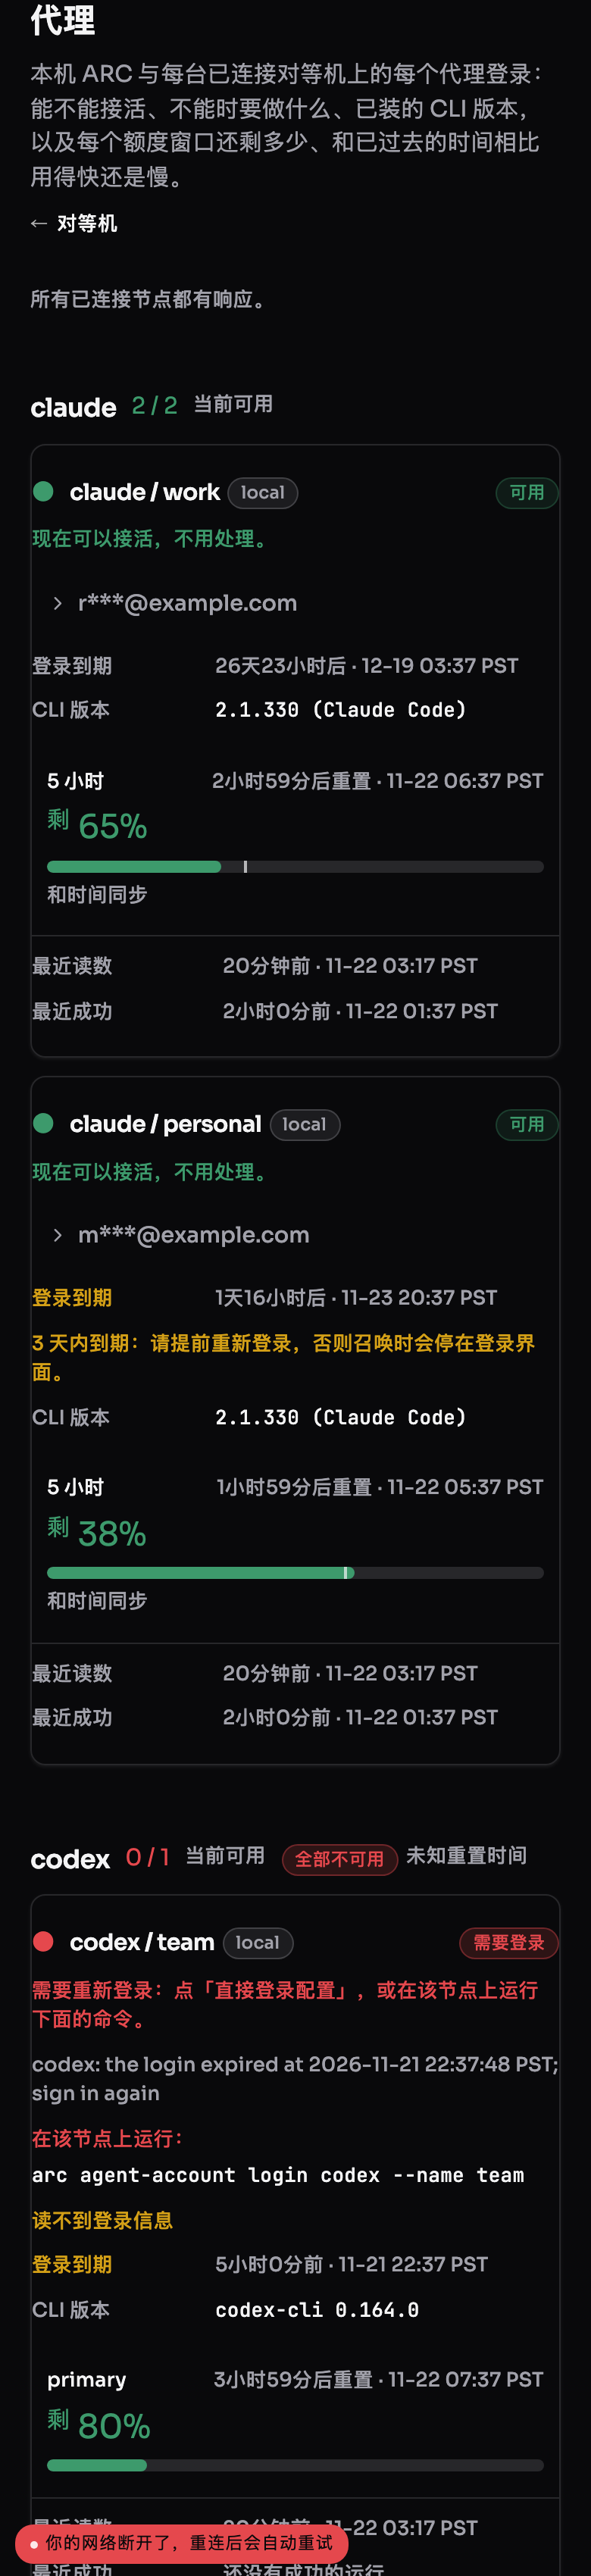 代理
本机 ARC 与每台已连接对等机上的每个代理登录：
能不能接活、不能时要做什么、已装的 CLI 版本，
以及每个额度窗口还剩多少、和已过去的时间相比
用得快还是慢。
← 对等机
所有已连接节点都有响应。
claude 2 / 2 当前可用
claude / work local 可用
现在可以接活，不用处理。
r***@example.com
登录到期 26天23小时后 · 12-19 03:37 PST
CLI 版本 2.1.330 (Claude Code)
5 小时 2小时59分后重置 · 11-22 06:37 PST
剩 65%
和时间同步
最近读数 20分钟前 · 11-22 03:17 PST
最近成功 2小时0分前 · 11-22 01:37 PST
claude / personal local 可用
现在可以接活，不用处理。
m***@example.com
登录到期 1天16小时后 · 11-23 20:37 PST
3 天内到期：请提前重新登录，否则召唤时会停在登录界
面。
CLI 版本 2.1.330 (Claude Code)
5 小时 1小时59分后重置 · 11-22 05:37 PST
剩 38%
和时间同步
最近读数 20分钟前 · 11-22 03:17 PST
最近成功 2小时0分前 · 11-22 01:37 PST
codex 0 / 1 当前可用 全部不可用 未知重置时间
codex / team local 需要登录
需要重新登录：点「直接登录配置」，或在该节点上运行
下面的命令。
codex: the login expired at 2026-11-21 22:37:48 PST;
sign in again
在该节点上运行：
arc agent-account login codex --name team
读不到登录信息
登录到期 5小时0分前 · 11-21 22:37 PST
CLI 版本 codex-cli 0.164.0
primary 3小时59分后重置 · 11-22 07:37 PST
剩 80%
-22 03:17 PST
你的网络断开了，重连后会自动重试
还没有成功的运行